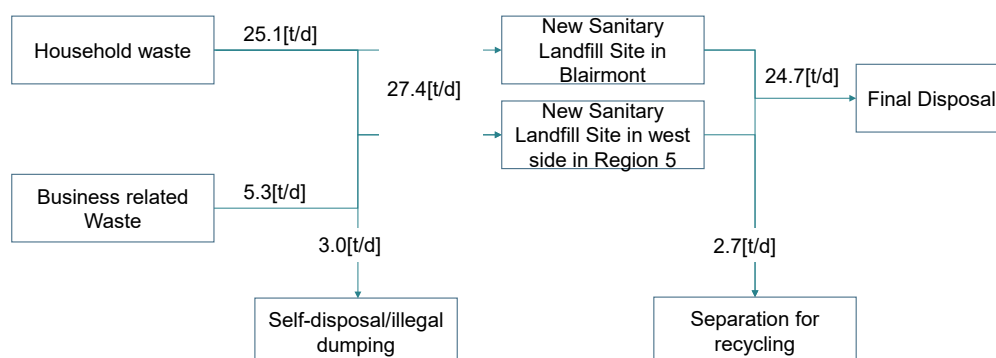 Household waste
25.1[t/d]
27.4[t/d]
New Sanitary
Landfill Site in
Blairmont
24.7[t/d]
Final Disposal
New Sanitary
Landfill Site in west
side in Region 5
Business related
Waste
5.3[t/d]
3.0[t/d]
2.7[t/d]
Self-disposal/illegal
dumping
Separation for
recycling